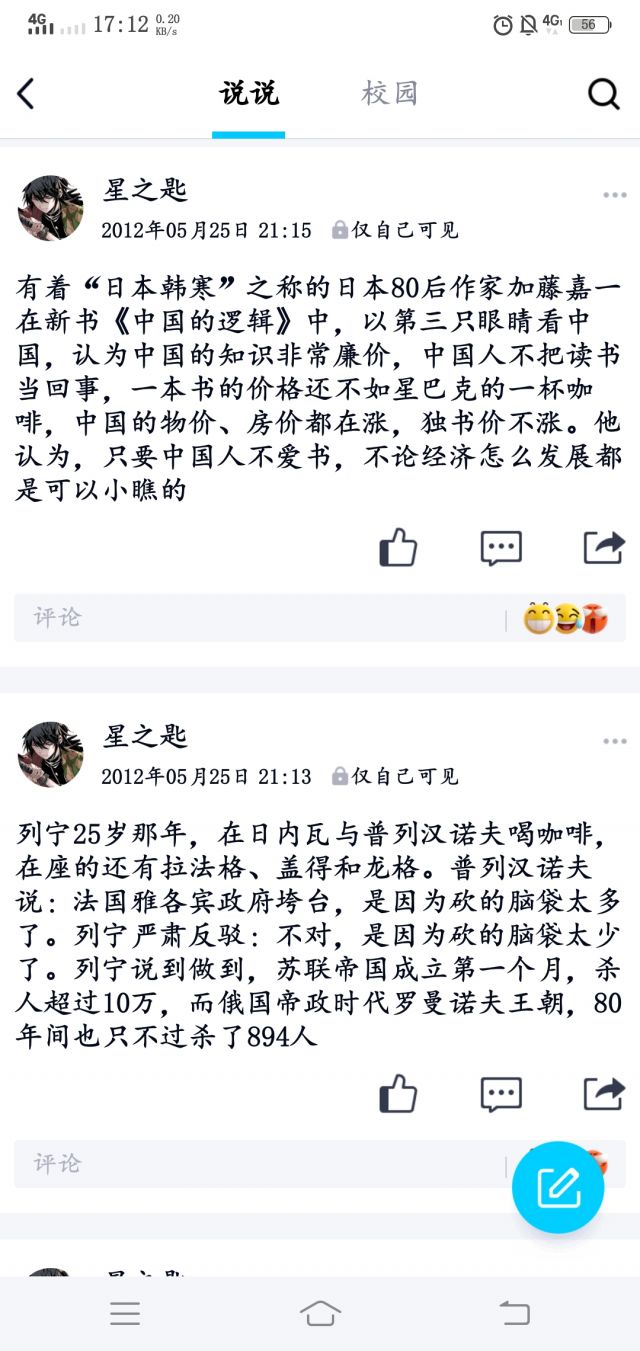 4G 17:12 0.20 KB/s 4G 56
说说 校园
星之匙
2012年05月25日 21:15 仅自己可见
有着“日本韩寒”之称的日本80后作家加藤嘉一
在新书《中国的逻辑》中，以第三只眼睛看中
国，认为中国的知识非常廉价，中国人不把读书
当回事，一本书的价格还不如星巴克的一杯咖
啡，中国的物价、房价都在涨，独书价不涨。他
认为，只要中国人不爱书，不论经济怎么发展都
是可以小瞧的
评论
星之匙
2012年05月25日 21:13 仅自己可见
列宁25岁那年，在日内瓦与普列汉诺夫喝咖啡，
在座的还有拉法格、盖得和龙格。普列汉诺夫
说：法国雅各宾政府垮台，是因为砍的脑袋太多
了。列宁严肃反驳：不对，是因为砍的脑袋太少
了。列宁说到做到，苏联帝国成立第一个月，杀
人超过10万，而俄国帝政时代罗曼诺夫王朝，80
年间也只不过杀了894人
评论